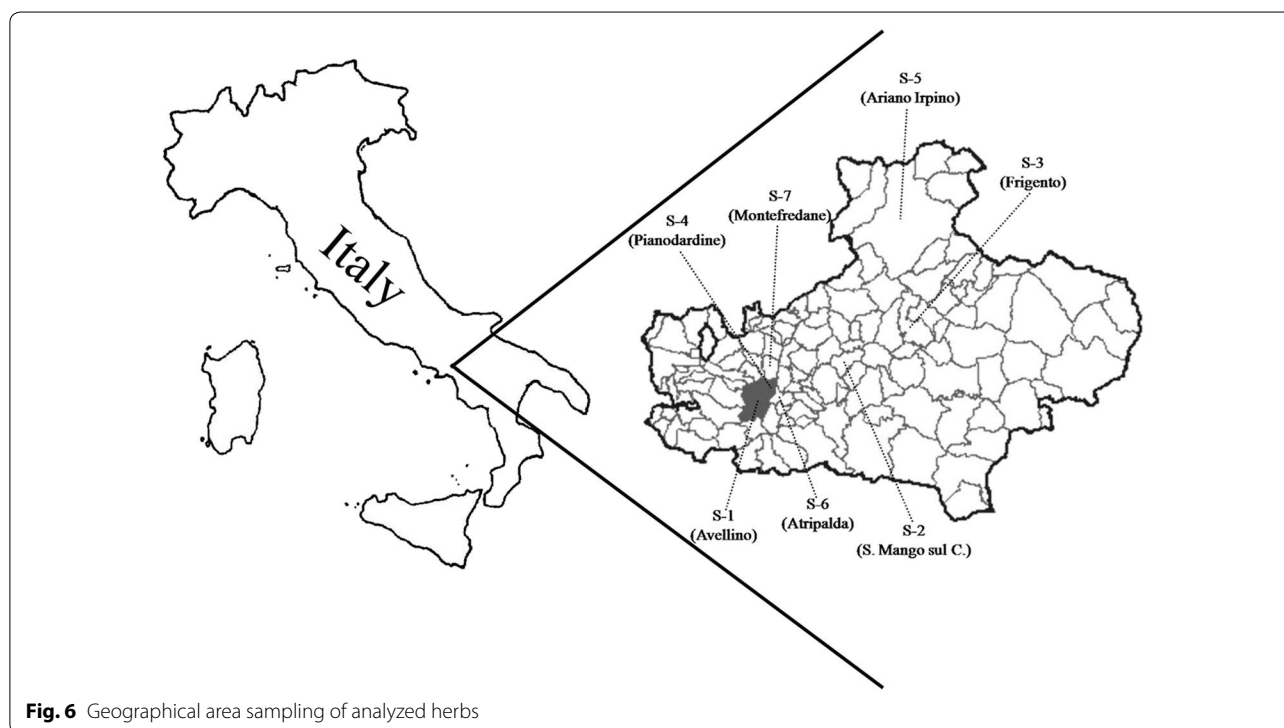 S-5
(Ariano Irpino)
S-3
(Frigento)
S-7
(Montefredane)
S-4
(Pianodardine)
Italy
S-1
(Avellino)
S-6
(Atripalda)
S-2
(S. Mango sul C.)
Fig. 6 Geographical area sampling of analyzed herbs